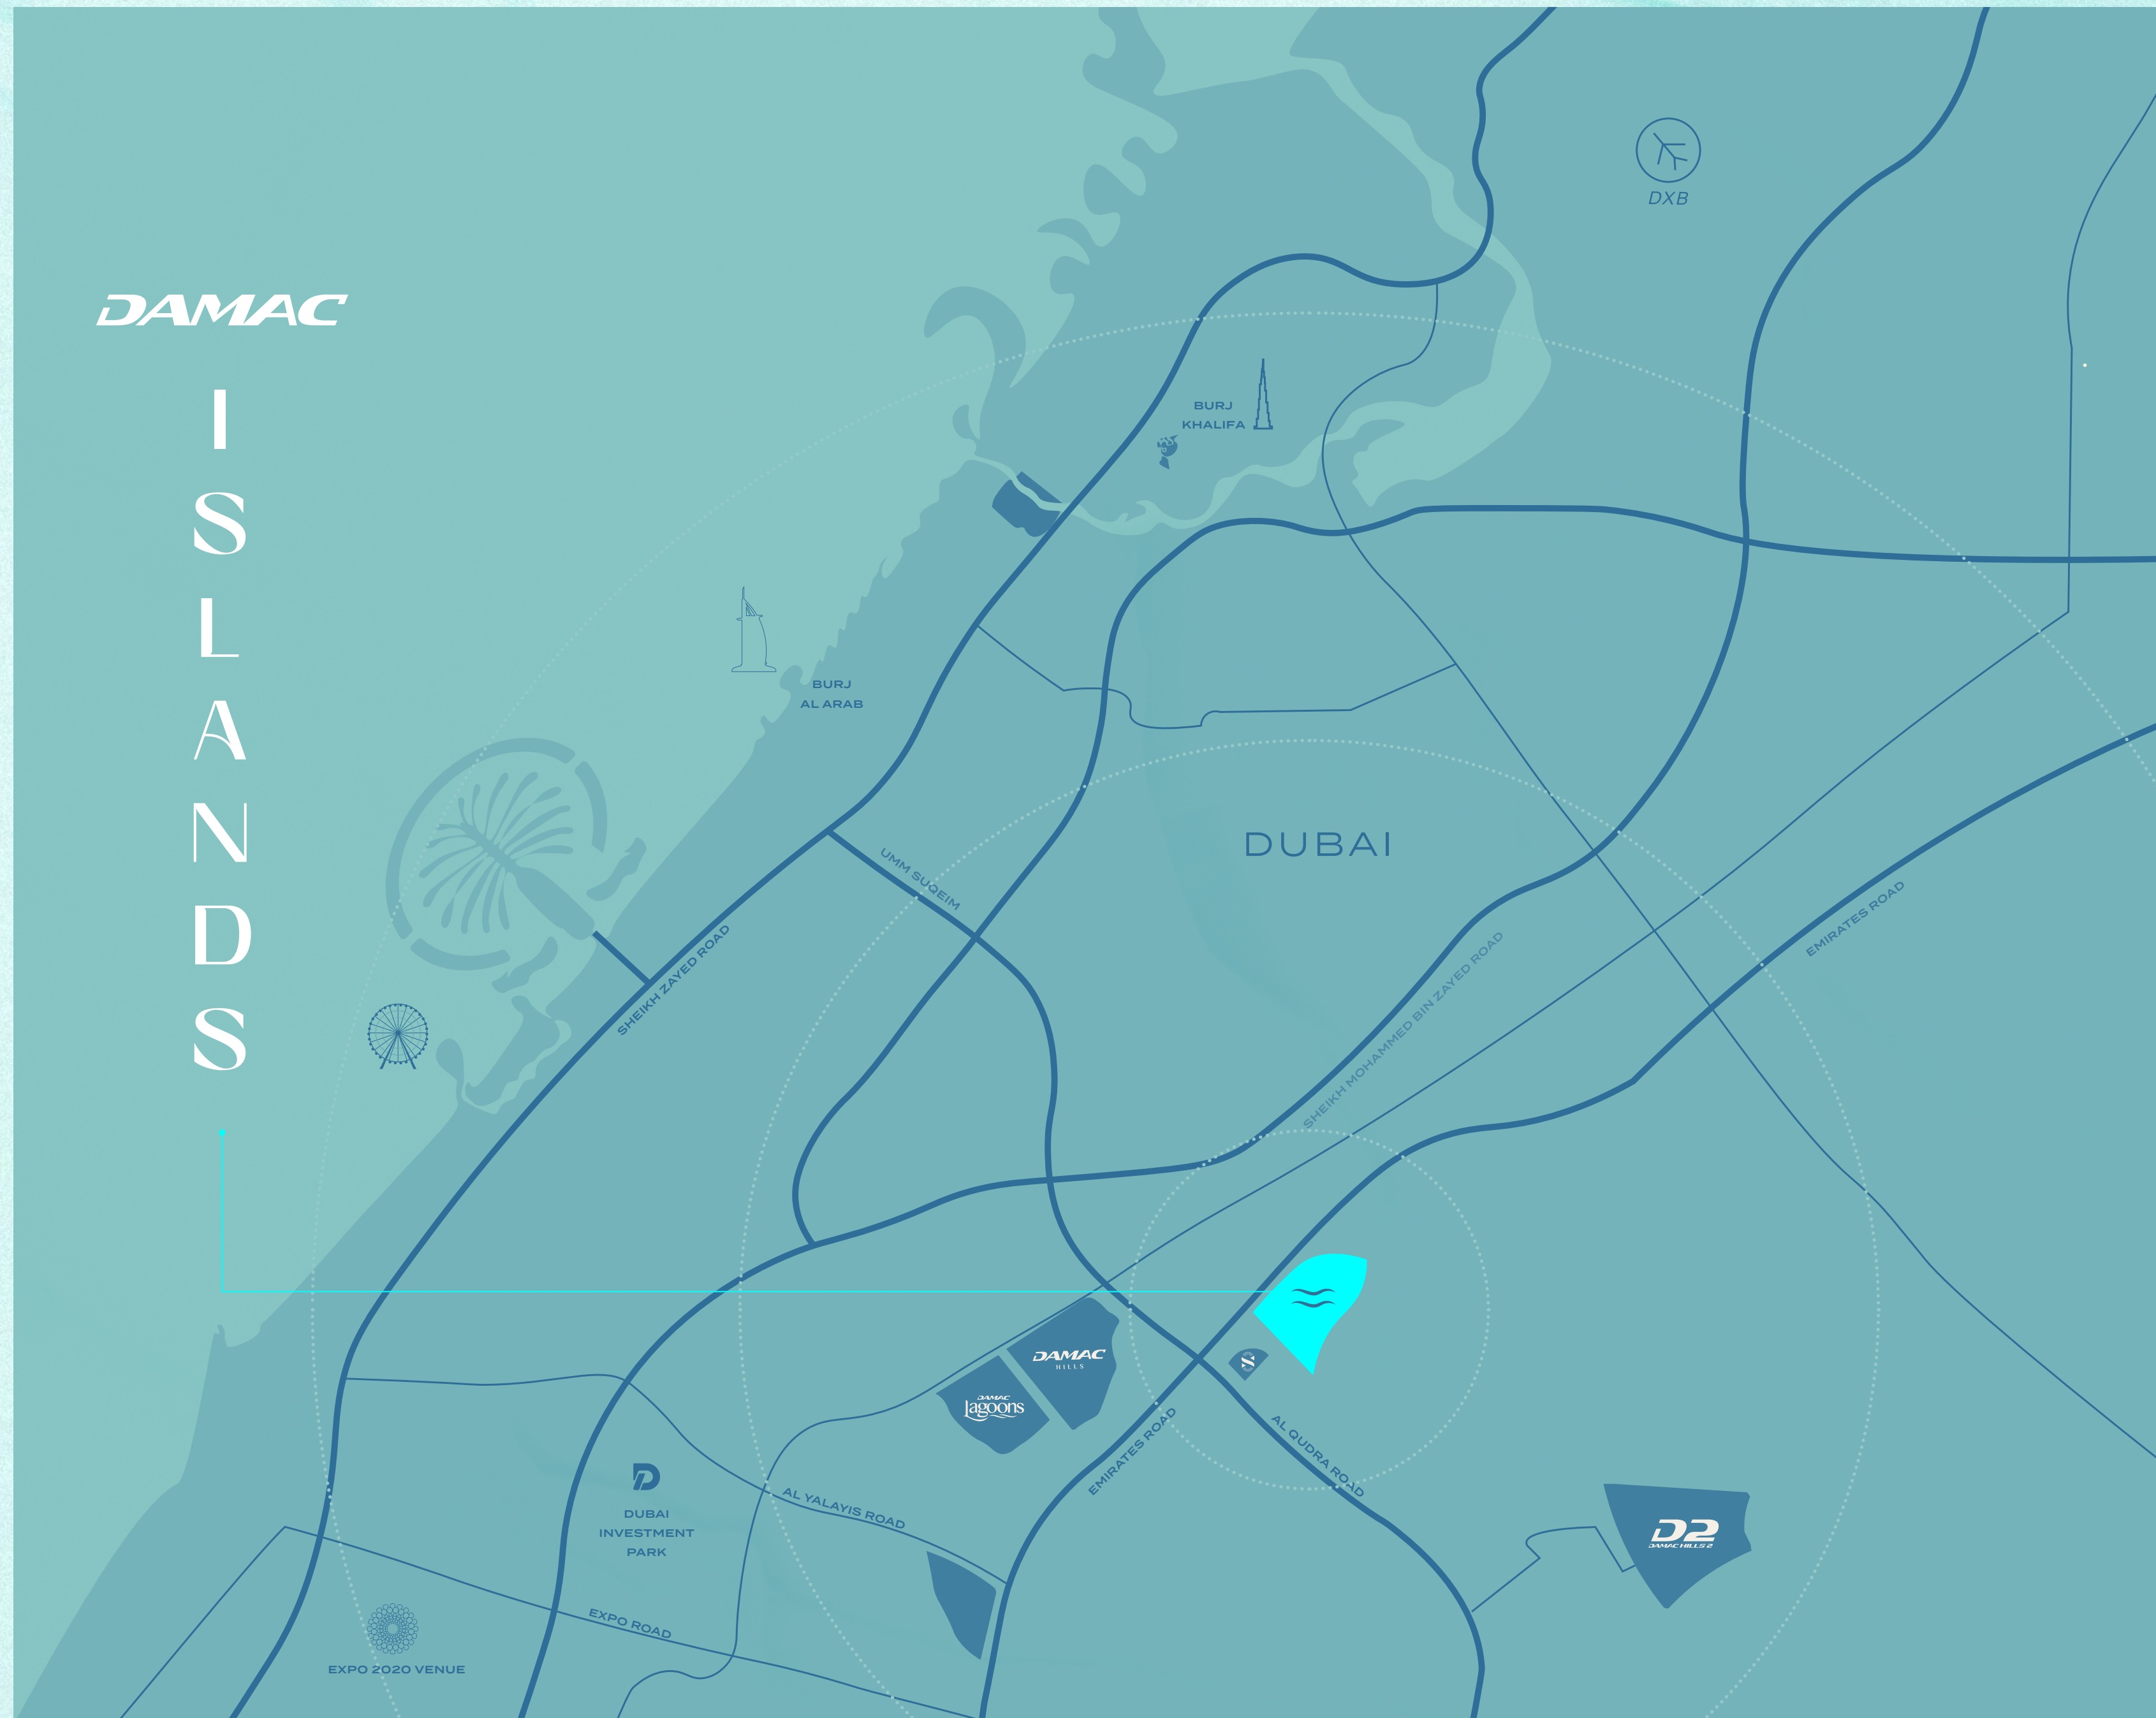 DAMAC
ISLANDS
DXB
BURJ
KHALIFA
BURJ
AL ARAB
DUBAI
UMM SUQEIM
SHEIKH ZAYED ROAD
EMIRATES ROAD
SHEIKH MOHAMMED BIN ZAYED ROAD
DAMAC
HILLS
DAMAC
lagoons
S
EMIRATES ROAD
AL QUDRA ROAD
AL YALAYIS ROAD
D
DUBAI
INVESTMENT
PARK
D2
DAMAC HILLS 2
EXPO ROAD
EXPO 2020 VENUE